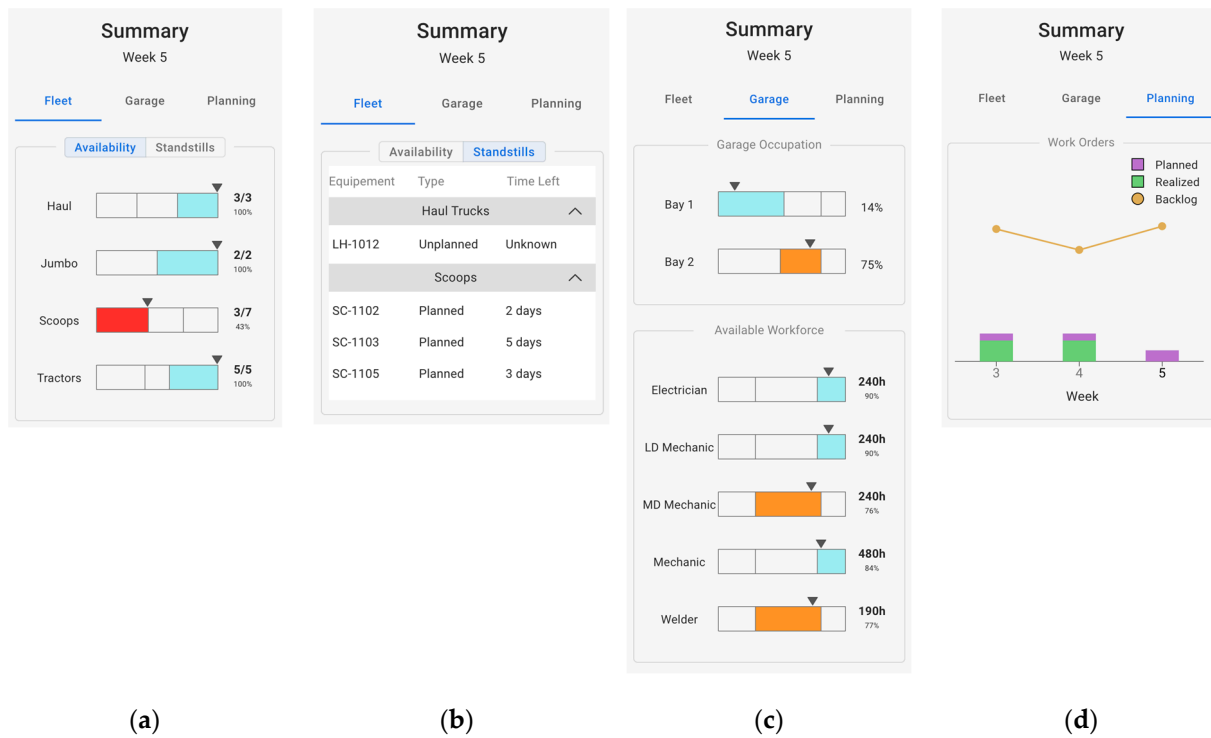 Summary
Week 5
Fleet Garage Planning
Availability Standstills
Haul 3/3
100%
Jumbo 2/2
100%
Scoops 3/7
43%
Tractors 5/5
100%
(a)
Summary
Week 5
Fleet Garage Planning
Availability Standstills
Equipement Type Time Left
Haul Trucks
LH-1012 Unplanned Unknown
Scoops
SC-1102 Planned 2 days
SC-1103 Planned 5 days
SC-1105 Planned 3 days
(b)
Summary
Week 5
Fleet Garage Planning
Garage Occupation
Bay 1 14%
Bay 2 75%
Available Workforce
Electrician 240h
90%
LD Mechanic 240h
90%
MD Mechanic 240h
76%
Mechanic 480h
84%
Welder 190h
77%
(c)
Summary
Week 5
Fleet Garage Planning
Work Orders
Planned
Realized
Backlog
3 4 5
Week
(d)